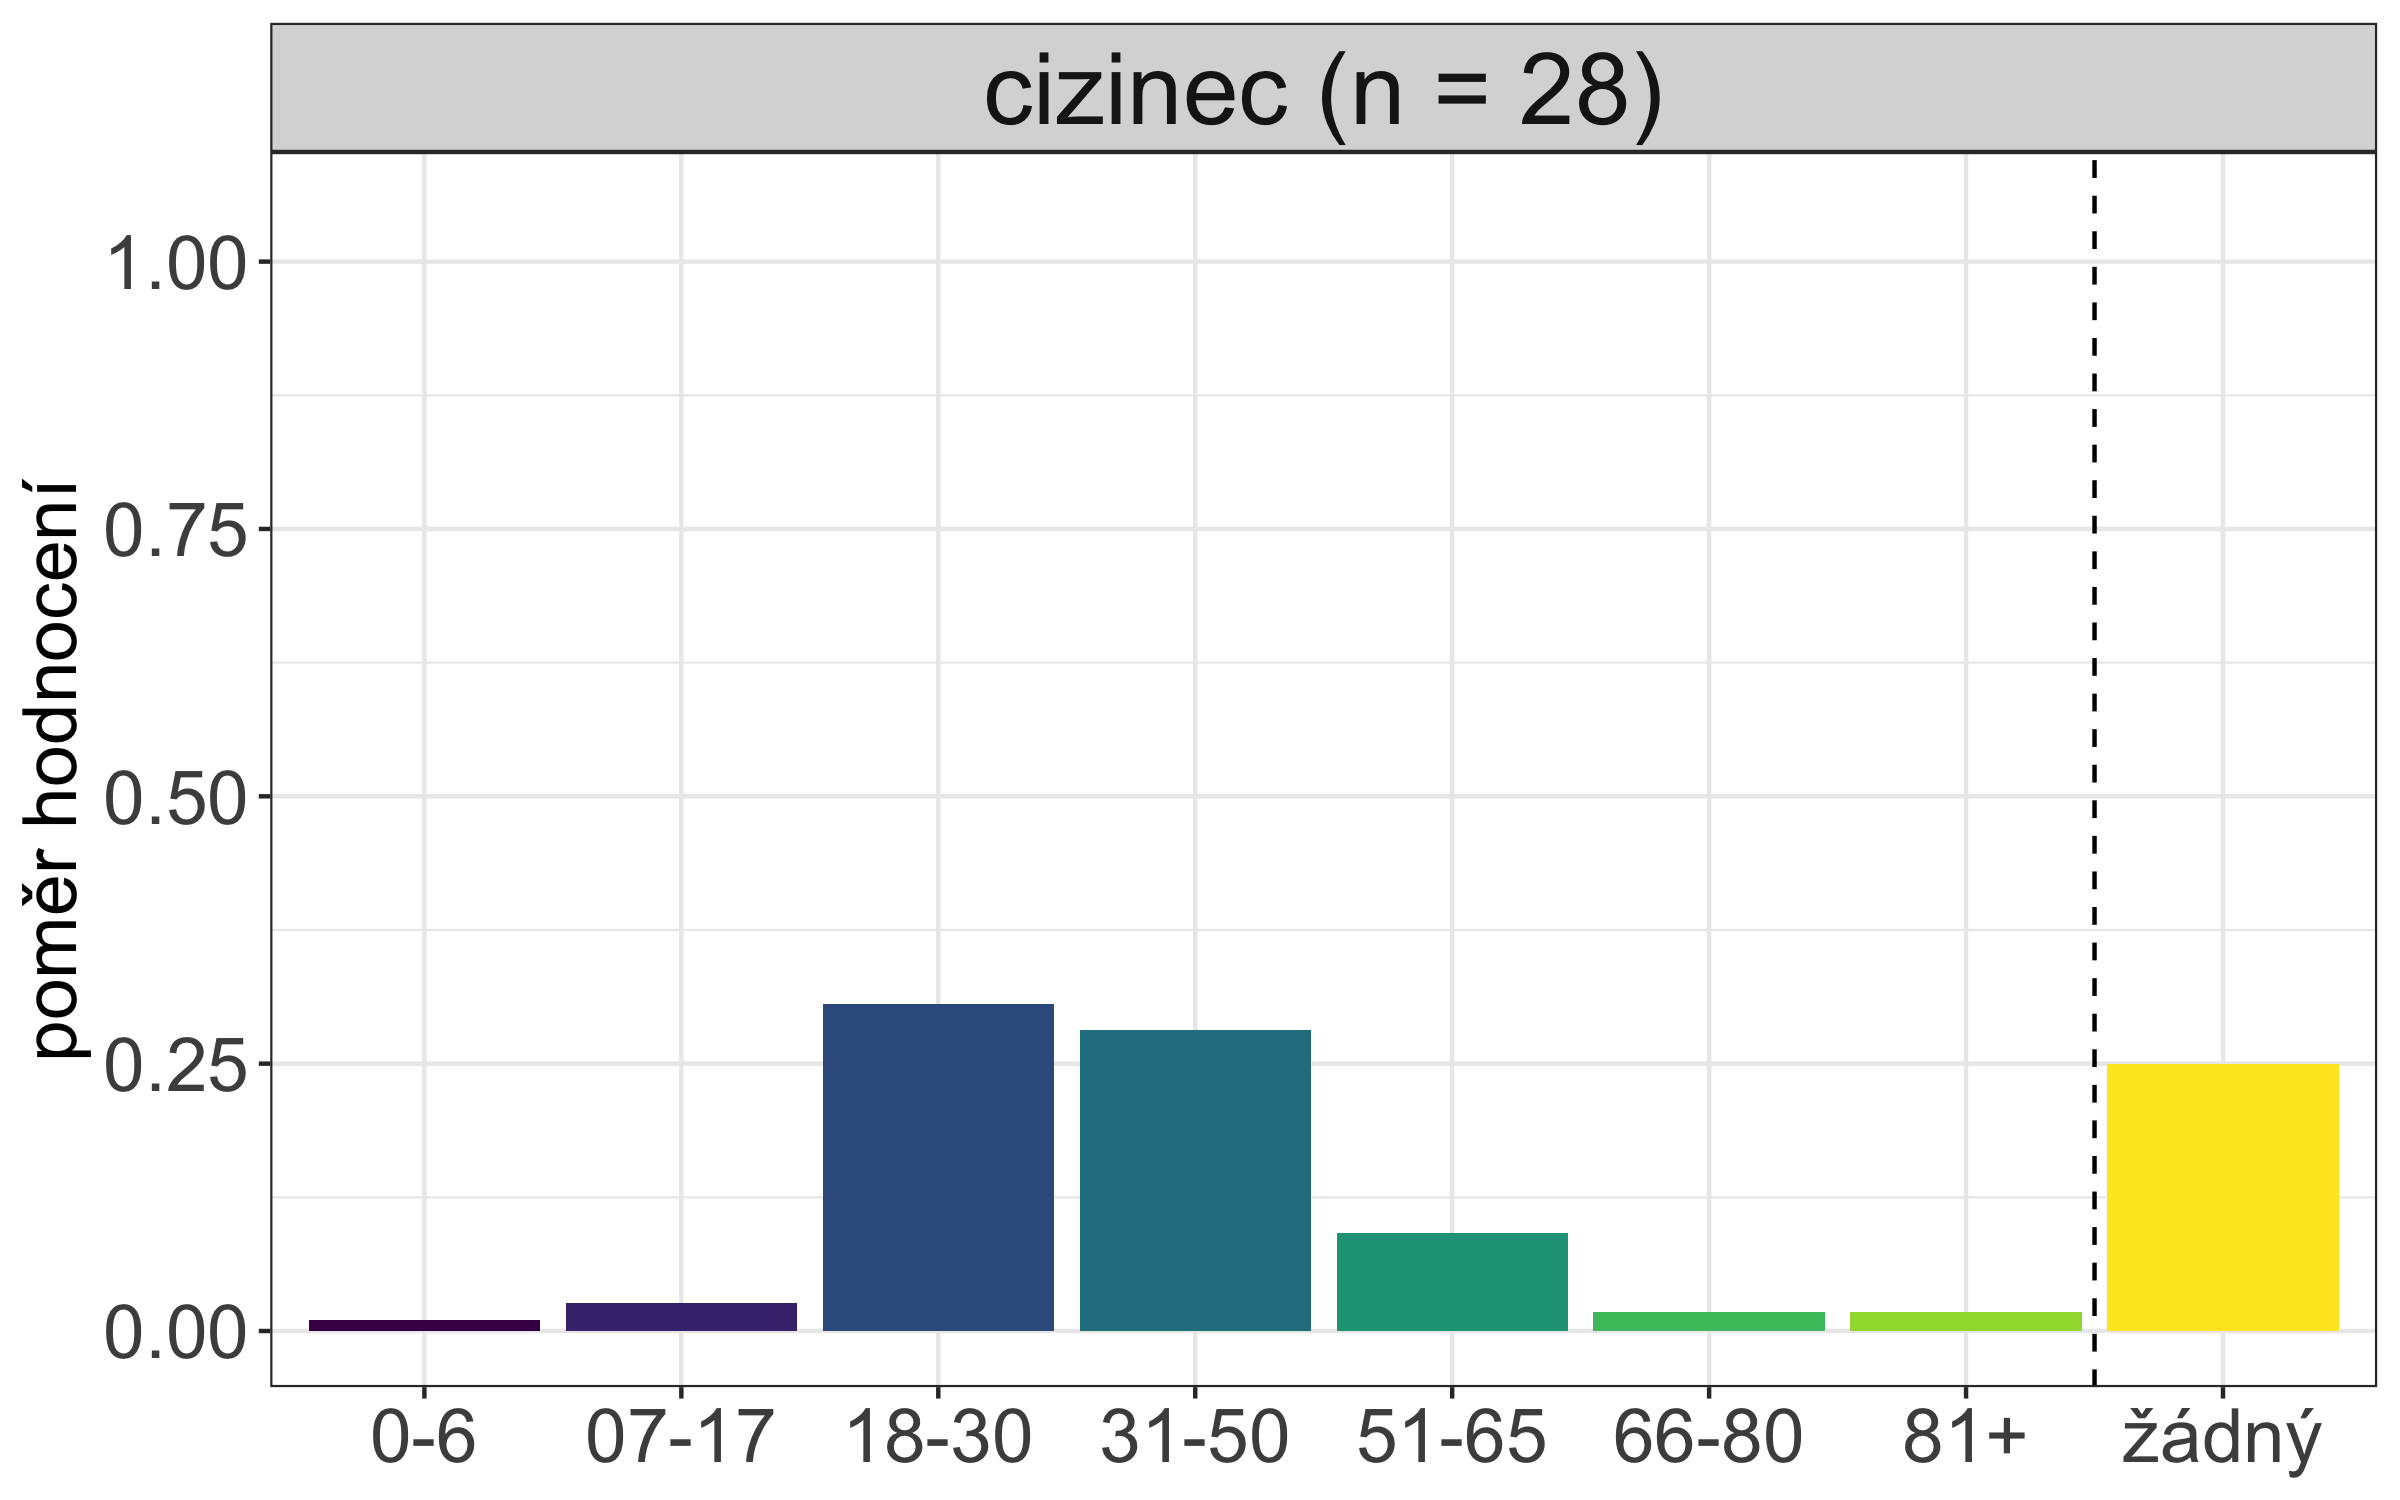 cizinec (n = 28)
poměr hodnocení
1.00
0.75
0.50
0.25
0.00
0-6 07-17 18-30 31-50 51-65 66-80 81+ žádný